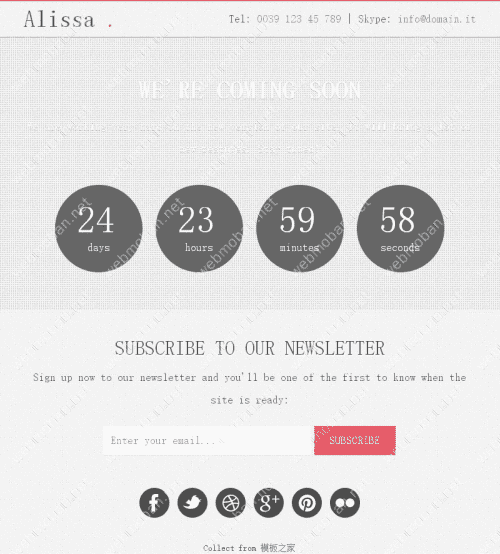 Alissa .
Tel: 0039 123 45 789 | Skype: info@domain.it
WE'RE COMING SOON
24
23
59
58
days
hours
minutes
seconds
SUBSCRIBE TO OUR NEWSLETTER
Sign up now to our newsletter and you'll be one of the first to know when the
site is ready:
Enter your email...
SUBSCRIBE
g+
Collect from 模板之家
webmoban.net